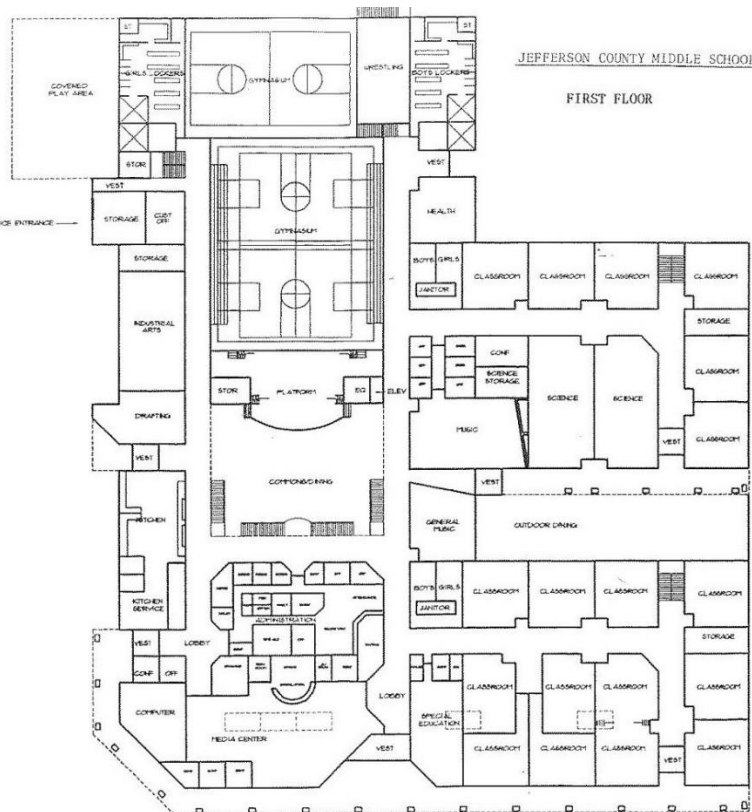 JEFFERSON COUNTY MIDDLE SCHOOL
FIRST FLOOR
ST
ST
COVERED
PLAY AREA
GIRLS LOCKERS
GYMNASIUM
WRESTLING
BOYS LOCKERS
STOR
VEST
VEST
ICE ENTRANCE
STORAGE
CUST
OFF
HEALTH
GYMNASIUM
STORAGE
BOYS
GIRLS
JANITOR
CLASSROOM
CLASSROOM
CLASSROOM
CLASSROOM
INDUSTRIAL
ARTS
STORAGE
CONF
SCIENCE
STORAGE
CLASSROOM
STOR
PLATFORM
EQ
ELEV
SCIENCE
SCIENCE
DRAFTING
MUSIC
VEST
CLASSROOM
VEST
COMMONS/DINING
VEST
KITCHEN
GENERAL
MUSIC
OUTDOOR DINING
BOYS
GIRLS
JANITOR
CLASSROOM
CLASSROOM
CLASSROOM
CLASSROOM
KITCHEN
SERVICE
ADMINISTRATION
VEST
LOBBY
STORAGE
CONF
OFF
CLASSROOM
CLASSROOM
CLASSROOM
CLASSROOM
LOBBY
COMPUTER
SPECIAL
EDUCATION
MEDIA CENTER
VEST
CLASSROOM
CLASSROOM
CLASSROOM
VEST
CLASSROOM